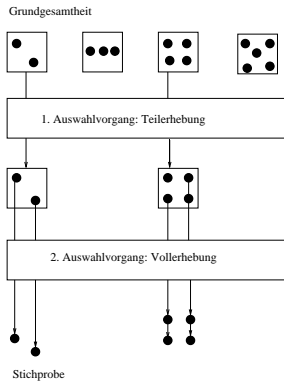 Grundgesamtheit
1. Auswahlvorgang: Teilerhebung
2. Auswahlvorgang: Vollerhebung
Stichprobe